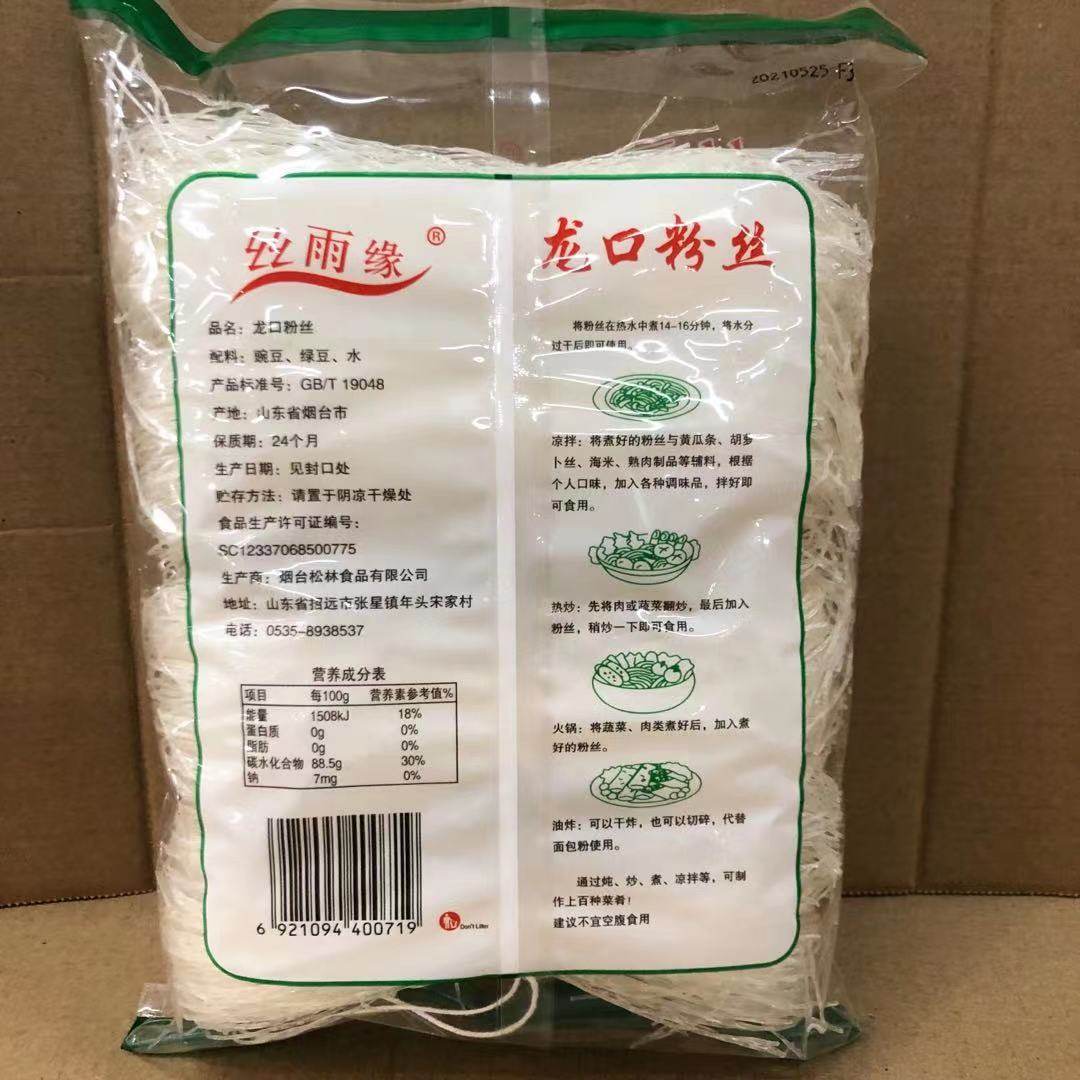 20210525
丝雨缘®
品名：龙口粉丝
配料：豌豆、绿豆、水
产品标准号：GB/T 19048
产地：山东省烟台市
保质期：24个月
生产日期：见封口处
贮存方法：请置于阴凉干燥处
食品生产许可证编号：
SC12337068500775
生产商：烟台松林食品有限公司
地址：山东省招远市张星镇年头宋家村
电话：0535-8938537
营养成分表
项目 每100g 营养素参考值%
能量 1508kJ 18%
蛋白质 0g 0%
脂肪 0g 0%
碳水化合物 88.5g 30%
钠 7mg 0%
6 921094 400719
Don't Litter
龙口粉丝
将粉丝在热水中煮14-16分钟，将水分
过干后即可使用。
凉拌：将煮好的粉丝与黄瓜条、胡萝
卜丝、海米、熟肉制品等辅料，根据
个人口味，加入各种调味品，拌好即
可食用。
热炒：先将肉或蔬菜翻炒，最后加入
粉丝，稍炒一下即可食用。
火锅：将蔬菜、肉类煮好后，加入煮
好的粉丝。
油炸：可以干炸，也可以切碎，代替
面包粉使用。
通过炖、炒、煮、凉拌等，可制
作上百种菜肴！
建议不宜空腹食用